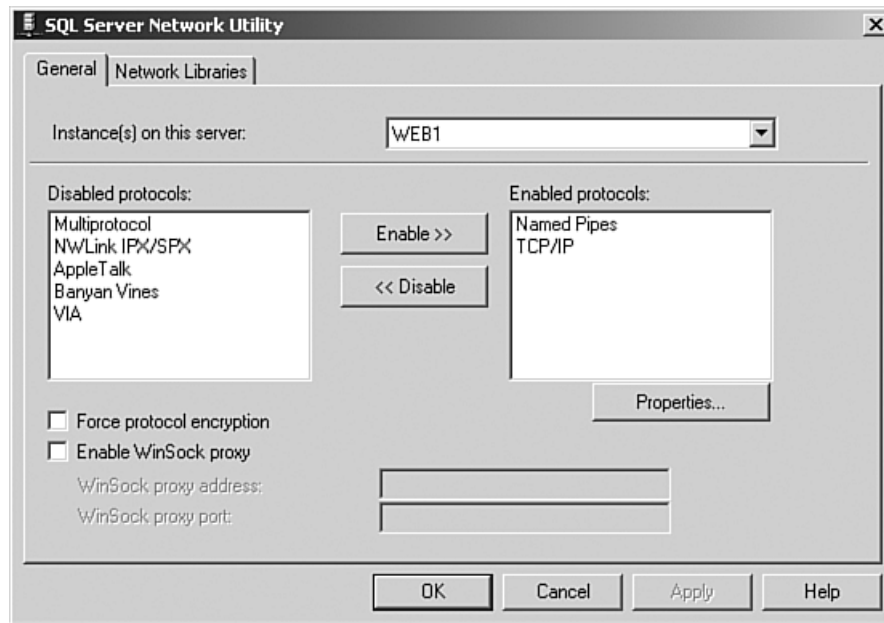 SQL Server Network Utility
General
Network Libraries
Instance(s) on this server:
WEB1
Disabled protocols:
Multiprotocol
NWLink IPX/SPX
AppleTalk
Banyan Vines
VIA
Enable >>
<< Disable
Enabled protocols:
Named Pipes
TCP/IP
Properties...
Force protocol encryption
Enable WinSock proxy
WinSock proxy address:
WinSock proxy port:
OK
Cancel
Apply
Help